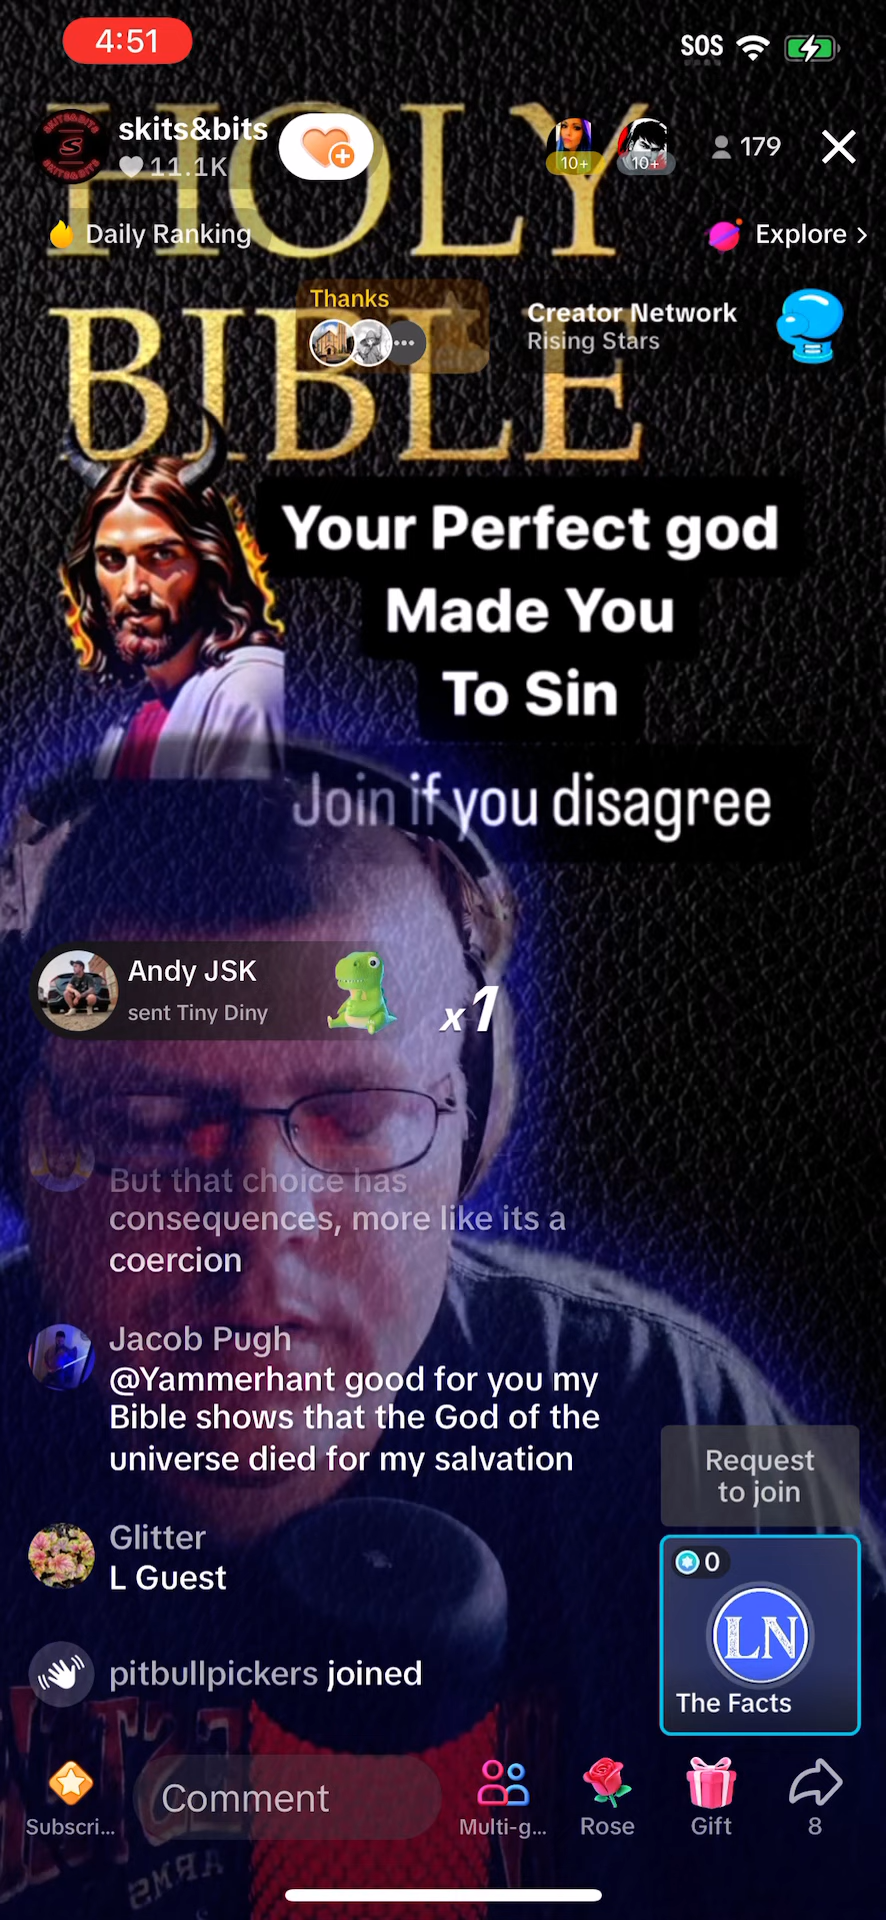 4:51
SOS
skits&bits
11.1K
10+
10+
179
Daily Ranking
Explore >
HOLY
BIBLE
Thanks
Creator Network
Rising Stars
Your Perfect god
Made You
To Sin
Join if you disagree
Andy JSK
sent Tiny Diny
x1
But that choice has
consequences, more like its a
coercion
Jacob Pugh
@Yammerhant good for you my
Bible shows that the God of the
universe died for my salvation
Glitter
L Guest
pitbullpickers joined
Request
to join
0
LN
The Facts
Subscri...
Comment
Multi-g...
Rose
Gift
8